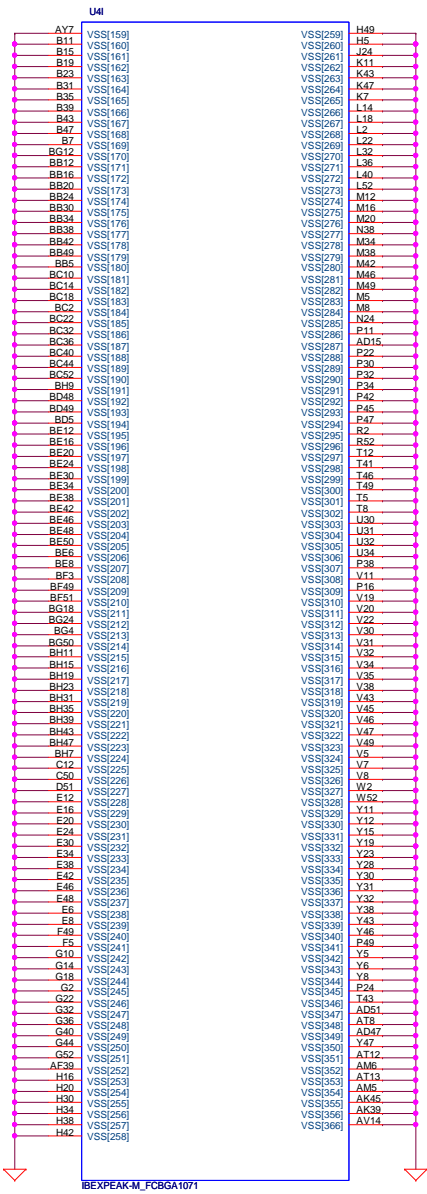 U4I
AY7 VSS[159] VSS[259] H49
B11 VSS[160] VSS[260] H5
B15 VSS[161] VSS[261] J24
B19 VSS[162] VSS[262] K11
B23 VSS[163] VSS[263] K43
B31 VSS[164] VSS[264] K47
B35 VSS[165] VSS[265] K7
B39 VSS[166] VSS[266] L14
B43 VSS[167] VSS[267] L18
B47 VSS[168] VSS[268] L2
B7 VSS[169] VSS[269] L22
BG12 VSS[170] VSS[270] L32
BB12 VSS[171] VSS[271] L36
BB16 VSS[172] VSS[272] L40
BB20 VSS[173] VSS[273] L52
BB24 VSS[174] VSS[274] M12
BB30 VSS[175] VSS[275] M16
BB34 VSS[176] VSS[276] M20
BB38 VSS[177] VSS[277] N38
BB42 VSS[178] VSS[278] M34
BB49 VSS[179] VSS[279] M38
BB5 VSS[180] VSS[280] M42
BC10 VSS[181] VSS[281] M46
BC14 VSS[182] VSS[282] M49
BC18 VSS[183] VSS[283] M5
BC2 VSS[184] VSS[284] M8
BC22 VSS[185] VSS[285] N24
BC32 VSS[186] VSS[286] P11
BC36 VSS[187] VSS[287] AD15
BC40 VSS[188] VSS[288] P22
BC44 VSS[189] VSS[289] P30
BC52 VSS[190] VSS[290] P32
BH9 VSS[191] VSS[291] P34
BD48 VSS[192] VSS[292] P42
BD49 VSS[193] VSS[293] P45
BD5 VSS[194] VSS[294] P47
BE12 VSS[195] VSS[295] R2
BE16 VSS[196] VSS[296] R52
BE20 VSS[197] VSS[297] T12
BE24 VSS[198] VSS[298] T41
BE30 VSS[199] VSS[299] T46
BE34 VSS[200] VSS[300] T49
BE38 VSS[201] VSS[301] T5
BE42 VSS[202] VSS[302] T8
BE46 VSS[203] VSS[303] U30
BE48 VSS[204] VSS[304] U31
BE50 VSS[205] VSS[305] U32
BE6 VSS[206] VSS[306] U34
BE8 VSS[207] VSS[307] P38
BF3 VSS[208] VSS[308] V11
BF49 VSS[209] VSS[309] P16
BF51 VSS[210] VSS[310] V19
BG18 VSS[211] VSS[311] V20
BG24 VSS[212] VSS[312] V22
BG4 VSS[213] VSS[313] V30
BG50 VSS[214] VSS[314] V31
BH11 VSS[215] VSS[315] V32
BH15 VSS[216] VSS[316] V34
BH19 VSS[217] VSS[317] V35
BH23 VSS[218] VSS[318] V38
BH31 VSS[219] VSS[319] V43
BH35 VSS[220] VSS[320] V45
BH39 VSS[221] VSS[321] V46
BH43 VSS[222] VSS[322] V47
BH47 VSS[223] VSS[323] V49
BH7 VSS[224] VSS[324] V5
C12 VSS[225] VSS[325] V7
C50 VSS[226] VSS[326] V8
D51 VSS[227] VSS[327] W2
E12 VSS[228] VSS[328] W52
E16 VSS[229] VSS[329] Y11
E20 VSS[230] VSS[330] Y12
E24 VSS[231] VSS[331] Y15
E30 VSS[232] VSS[332] Y19
E34 VSS[233] VSS[333] Y23
E38 VSS[234] VSS[334] Y28
E42 VSS[235] VSS[335] Y30
E46 VSS[236] VSS[336] Y31
E48 VSS[237] VSS[337] Y32
E6 VSS[238] VSS[338] Y38
E8 VSS[239] VSS[339] Y43
F49 VSS[240] VSS[340] Y46
F5 VSS[241] VSS[341] P49
G10 VSS[242] VSS[342] Y5
G14 VSS[243] VSS[343] Y6
G18 VSS[244] VSS[344] Y8
G2 VSS[245] VSS[345] P24
G22 VSS[246] VSS[346] T43
G32 VSS[247] VSS[347] AD51
G36 VSS[248] VSS[348] AT8
G40 VSS[249] VSS[349] AD47
G44 VSS[250] VSS[350] Y47
G52 VSS[251] VSS[351] AT12
AF39 VSS[252] VSS[352] AM6
H16 VSS[253] VSS[353] AT13
H20 VSS[254] VSS[354] AM5
H30 VSS[255] VSS[355] AK45
H34 VSS[256] VSS[356] AK39
H38 VSS[257] VSS[366] AV14
H42 VSS[258]
IBEXPEAK-M_FCBGA1071